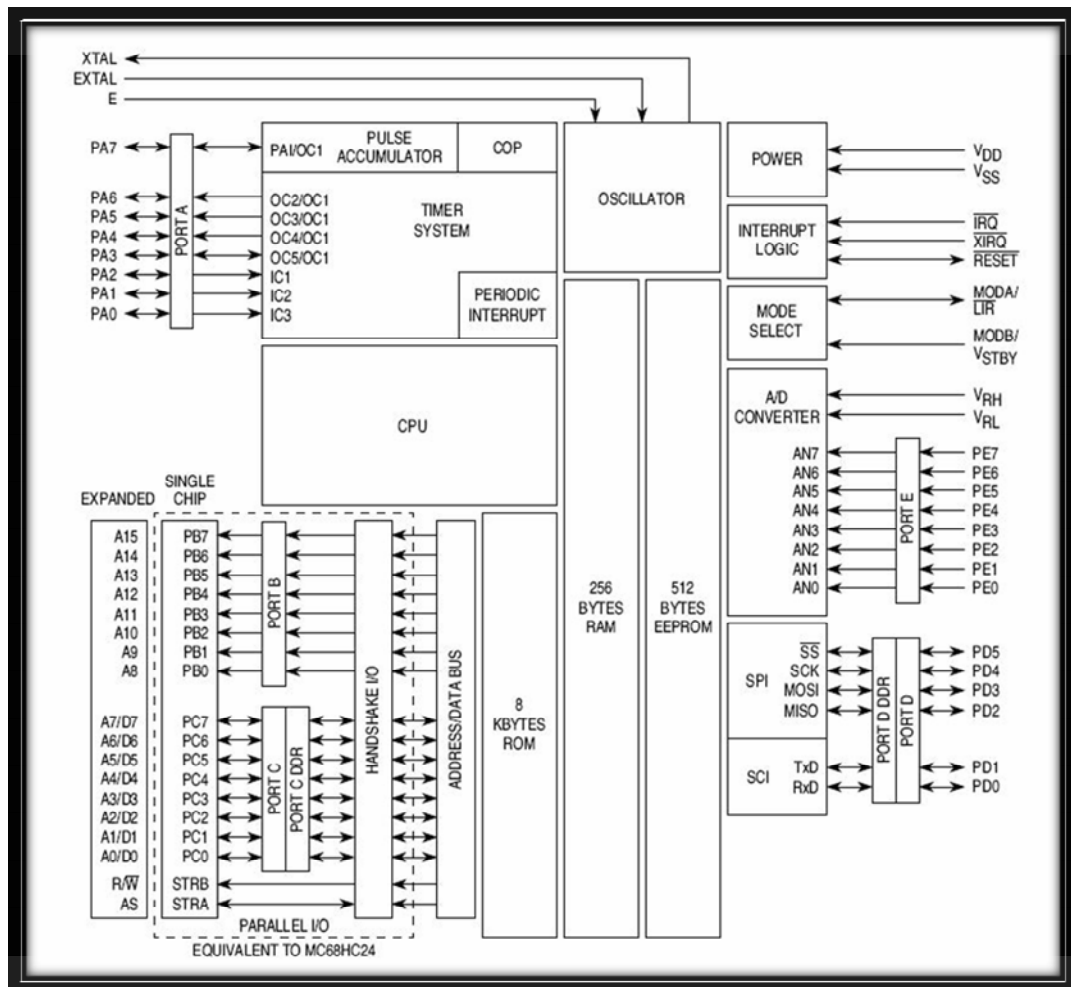 XTAL
EXTAL
E
PA7
PA6
PA5
PA4
PA3
PA2
PA1
PA0
PORT A
PAI/OC1
PULSE
ACCUMULATOR
COP
OC2/OC1
OC3/OC1
OC4/OC1
OC5/OC1
IC1
IC2
IC3
TIMER
SYSTEM
PERIODIC
INTERRUPT
OSCILLATOR
POWER
VDD
VSS
INTERRUPT
LOGIC
IRQ
XIRQ
RESET
MODE
SELECT
MODA/
LIR
MODB/
VSTBY
CPU
A/D
CONVERTER
VRH
VRL
AN7
AN6
AN5
AN4
AN3
AN2
AN1
AN0
PORT E
PE7
PE6
PE5
PE4
PE3
PE2
PE1
PE0
EXPANDED
SINGLE
CHIP
A15
A14
A13
A12
A11
A10
A9
A8
A7/D7
A6/D6
A5/D5
A4/D4
A3/D3
A2/D2
A1/D1
A0/D0
R/W
AS
PB7
PB6
PB5
PB4
PB3
PB2
PB1
PB0
PC7
PC6
PC5
PC4
PC3
PC2
PC1
PC0
STRB
STRA
PORT B
PORT C
PORT C DDR
HANDSHAKE I/O
ADDRESS/DATA BUS
PARALLEL I/O
EQUIVALENT TO MC68HC24
8
KBYTES
ROM
256
BYTES
RAM
512
BYTES
EEPROM
SPI
SS
SCK
MOSI
MISO
SCI
TxD
RxD
PORT D DDR
PORT D
PD5
PD4
PD3
PD2
PD1
PD0